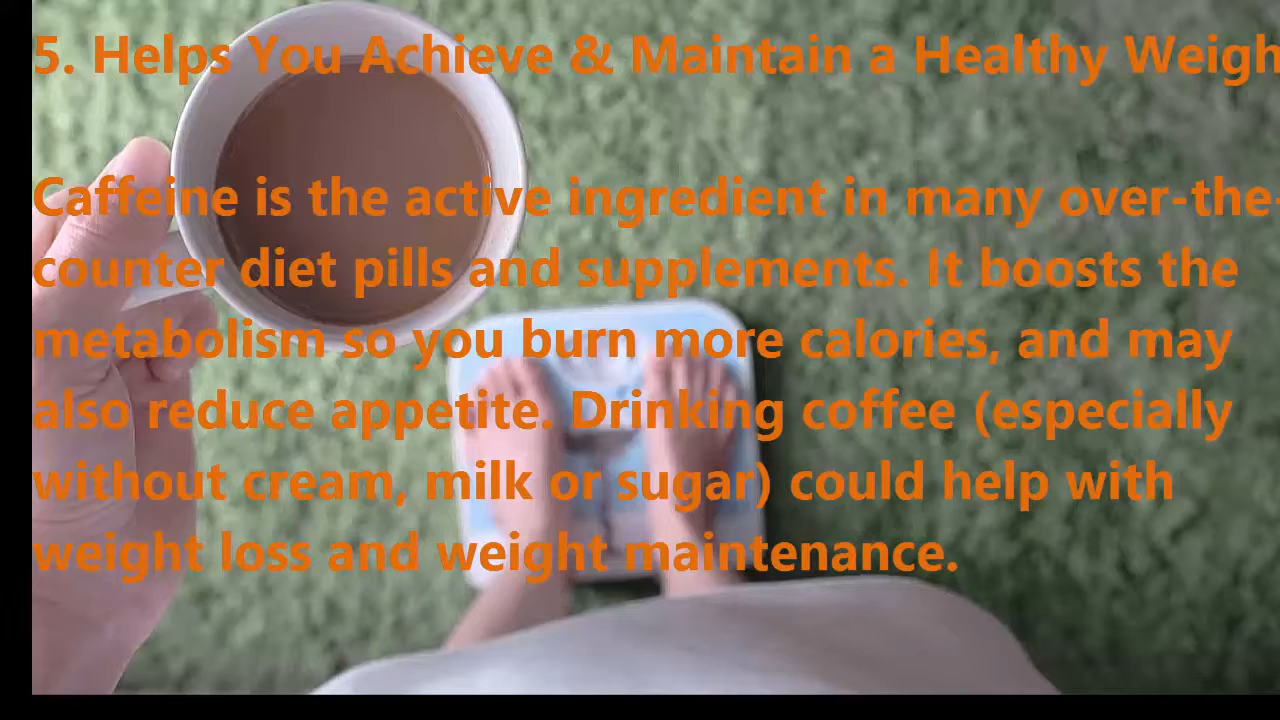 5. Helps You Achieve & Maintain a Healthy Weigh
Caffeine is the active ingredient in many over-the-
counter diet pills and supplements. It boosts the
metabolism so you burn more calories, and may
also reduce appetite. Drinking coffee (especially
without cream, milk or sugar) could help with
weight loss and weight maintenance.